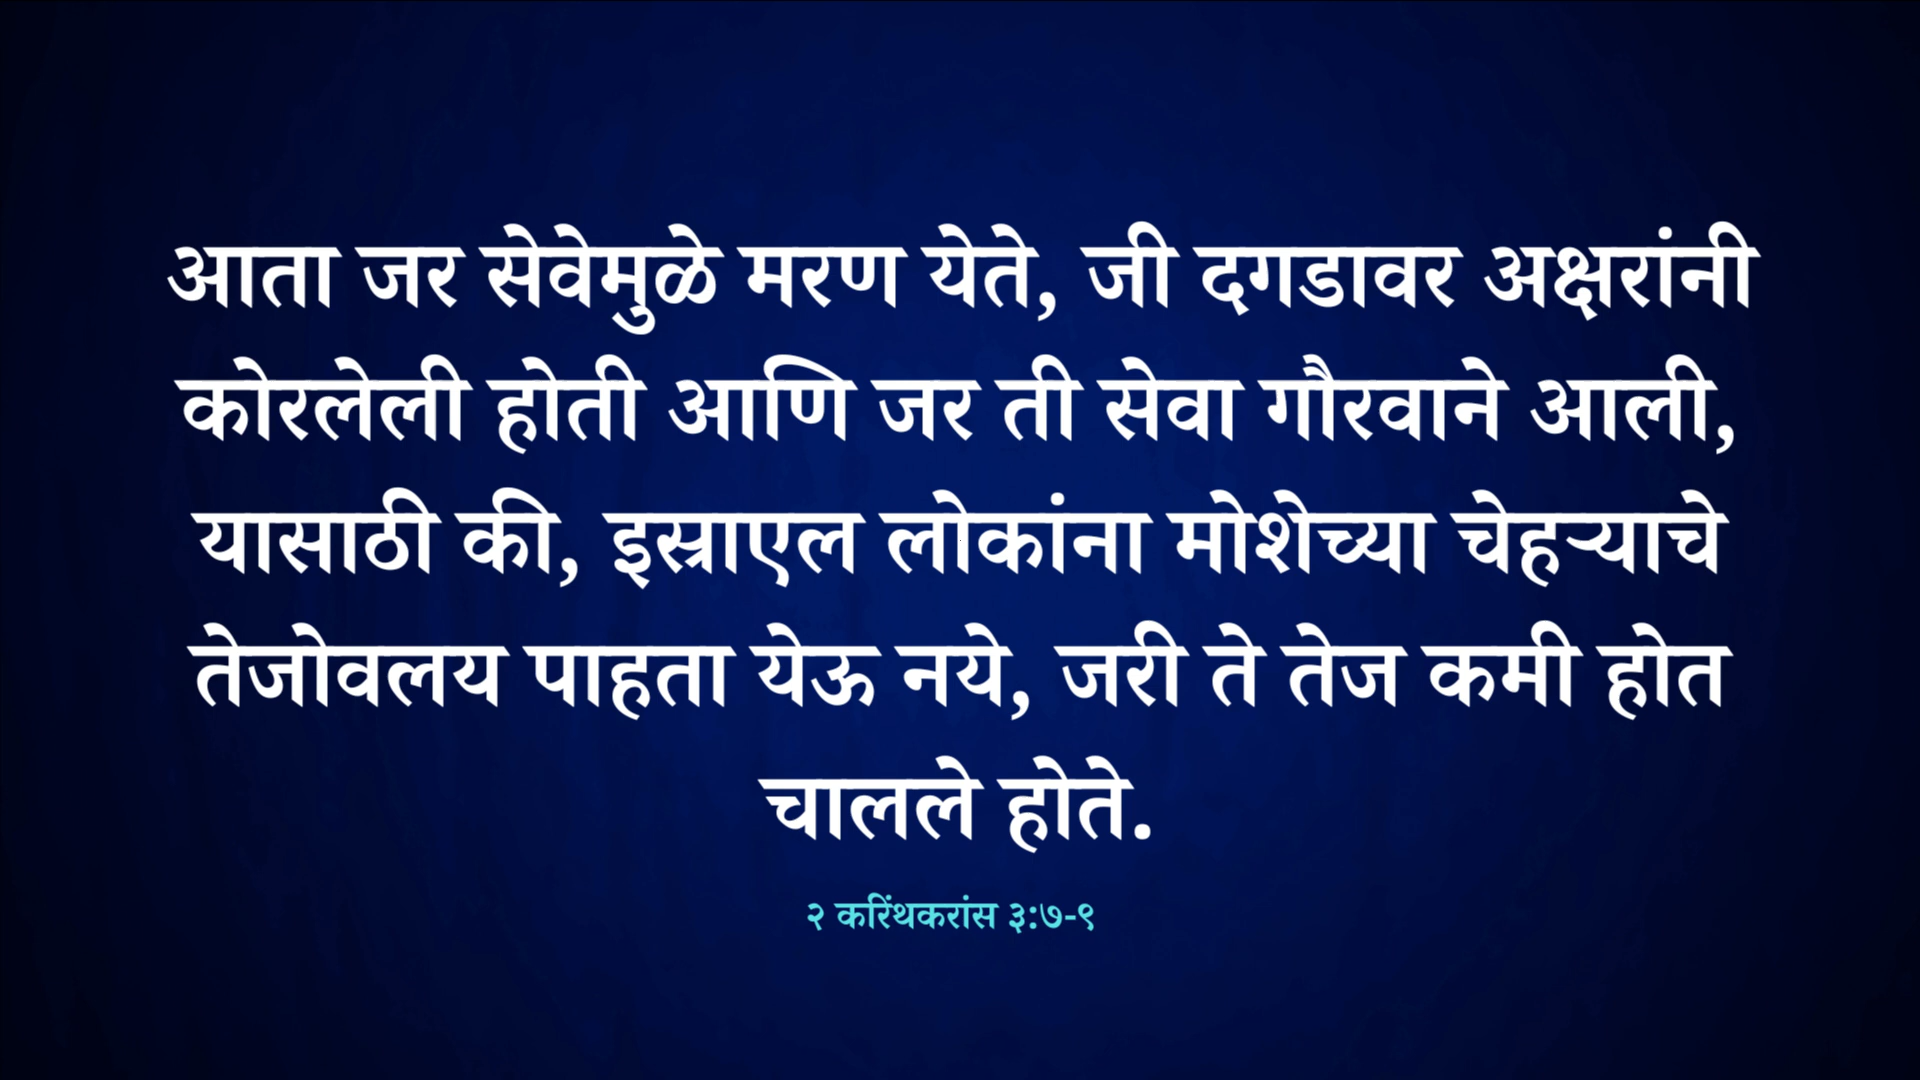 आता जर सेवेमुळे मरण येते, जी दगडावर अक्षरांनी
कोरलेली होती आणि जर ती सेवा गौरवाने आली,
यासाठी की, इस्राएल लोकांना मोशेच्या चेहऱ्याचे
तेजोवलय पाहता येऊ नये, जरी ते तेज कमी होत
चालले होते.
२ करिंथकरांस ३:७-९